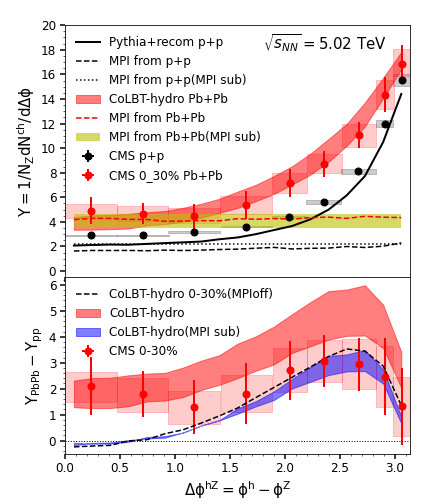 √s_NN = 5.02 TeV
Pythia+recom p+p
MPI from p+p
MPI from p+p(MPI sub)
CoLBT-hydro Pb+Pb
MPI from Pb+Pb
MPI from Pb+Pb(MPI sub)
CMS p+p
CMS 0_30% Pb+Pb
Y = 1/N_Z dN^ch/dΔϕ
20
18
16
14
12
10
8
6
4
2
0
CoLBT-hydro 0-30%(MPIoff)
CoLBT-hydro
CoLBT-hydro(MPI sub)
CMS 0-30%
Y_PbPb − Y_pp
6
5
4
3
2
1
0
0.0 0.5 1.0 1.5 2.0 2.5 3.0
Δϕ^hZ = ϕ^h − ϕ^Z